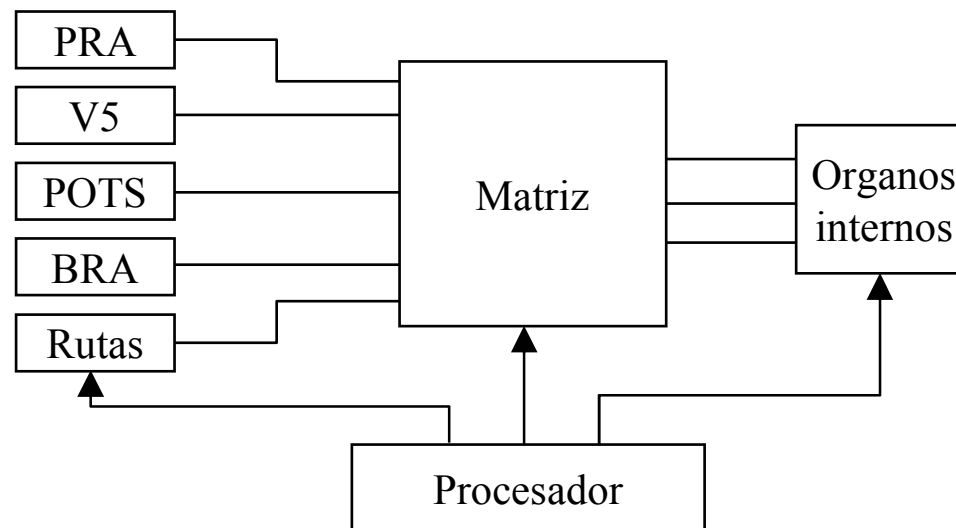 PRA
V5
POTS
BRA
Rutas
Matriz
Organos
internos
Procesador